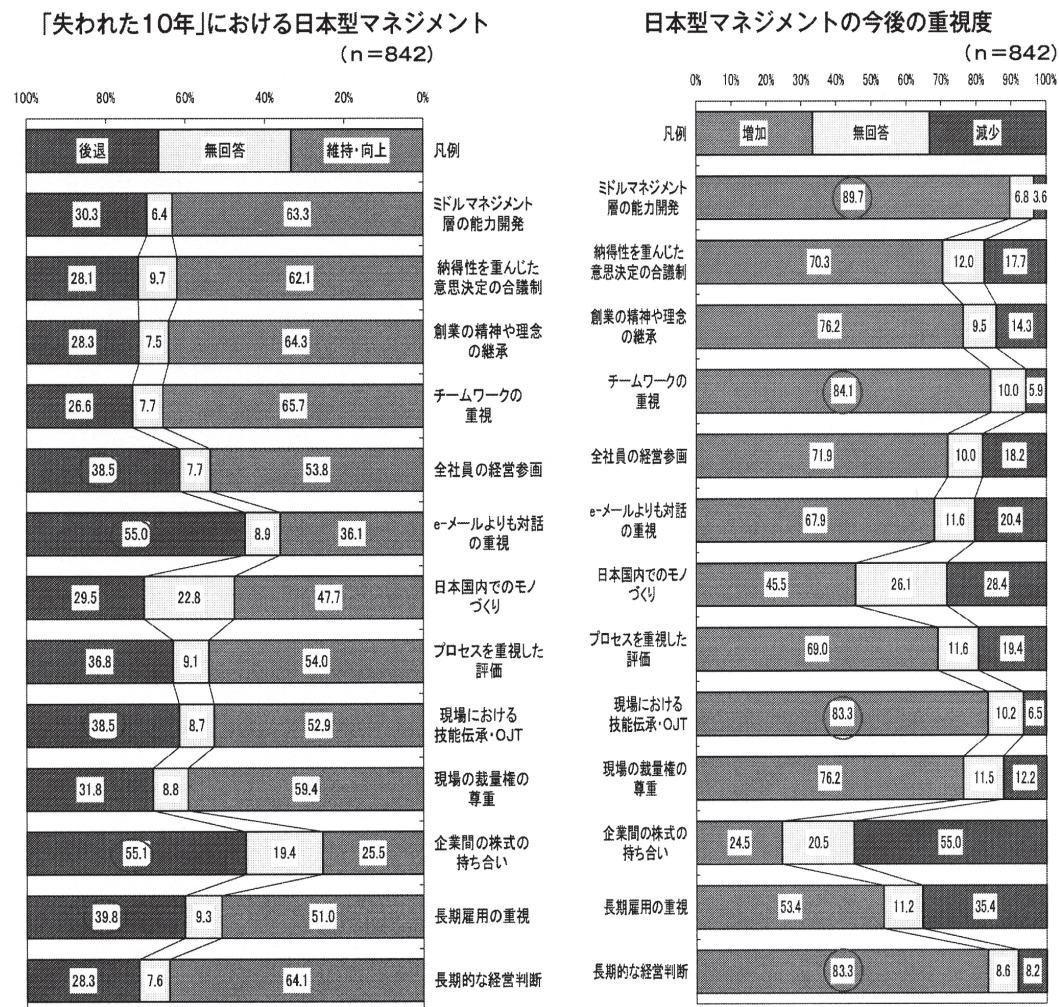 「失われた10年」における日本型マネジメント
(n=842)
100% 80% 60% 40% 20% 0%
後退 無回答 維持・向上 凡例
30.3 6.4 63.3 ミドルマネジメント
層の能力開発
28.1 9.7 62.1 納得性を重んじた
意思決定の合議制
28.3 7.5 64.3 創業の精神や理念
の継承
26.6 7.7 65.7 チームワークの
重視
38.5 7.7 53.8 全社員の経営参画
55.0 8.9 36.1 e-メールよりも対話
の重視
29.5 22.8 47.7 日本国内でのモノ
づくり
36.8 9.1 54.0 プロセスを重視した
評価
38.5 8.7 52.9 現場における
技能伝承・OJT
31.8 8.8 59.4 現場の裁量権の
尊重
55.1 19.4 25.5 企業間の株式の
持ち合い
39.8 9.3 51.0 長期雇用の重視
28.3 7.6 64.1 長期的な経営判断
日本型マネジメントの今後の重視度
(n=842)
0% 10% 20% 30% 40% 50% 60% 70% 80% 90% 100%
凡例 増加 無回答 減少
ミドルマネジメント
層の能力開発 89.7 6.8 3.6
納得性を重んじた
意思決定の合議制 70.3 12.0 17.7
創業の精神や理念
の継承 76.2 9.5 14.3
チームワークの
重視 84.1 10.0 5.9
全社員の経営参画 71.9 10.0 18.2
e-メールよりも対話
の重視 67.9 11.6 20.4
日本国内でのモノ
づくり 45.5 26.1 28.4
プロセスを重視した
評価 69.0 11.6 19.4
現場における
技能伝承・OJT 83.3 10.2 6.5
現場の裁量権の
尊重 76.2 11.5 12.2
企業間の株式の
持ち合い 24.5 20.5 55.0
長期雇用の重視 53.4 11.2 35.4
長期的な経営判断 83.3 8.6 8.2